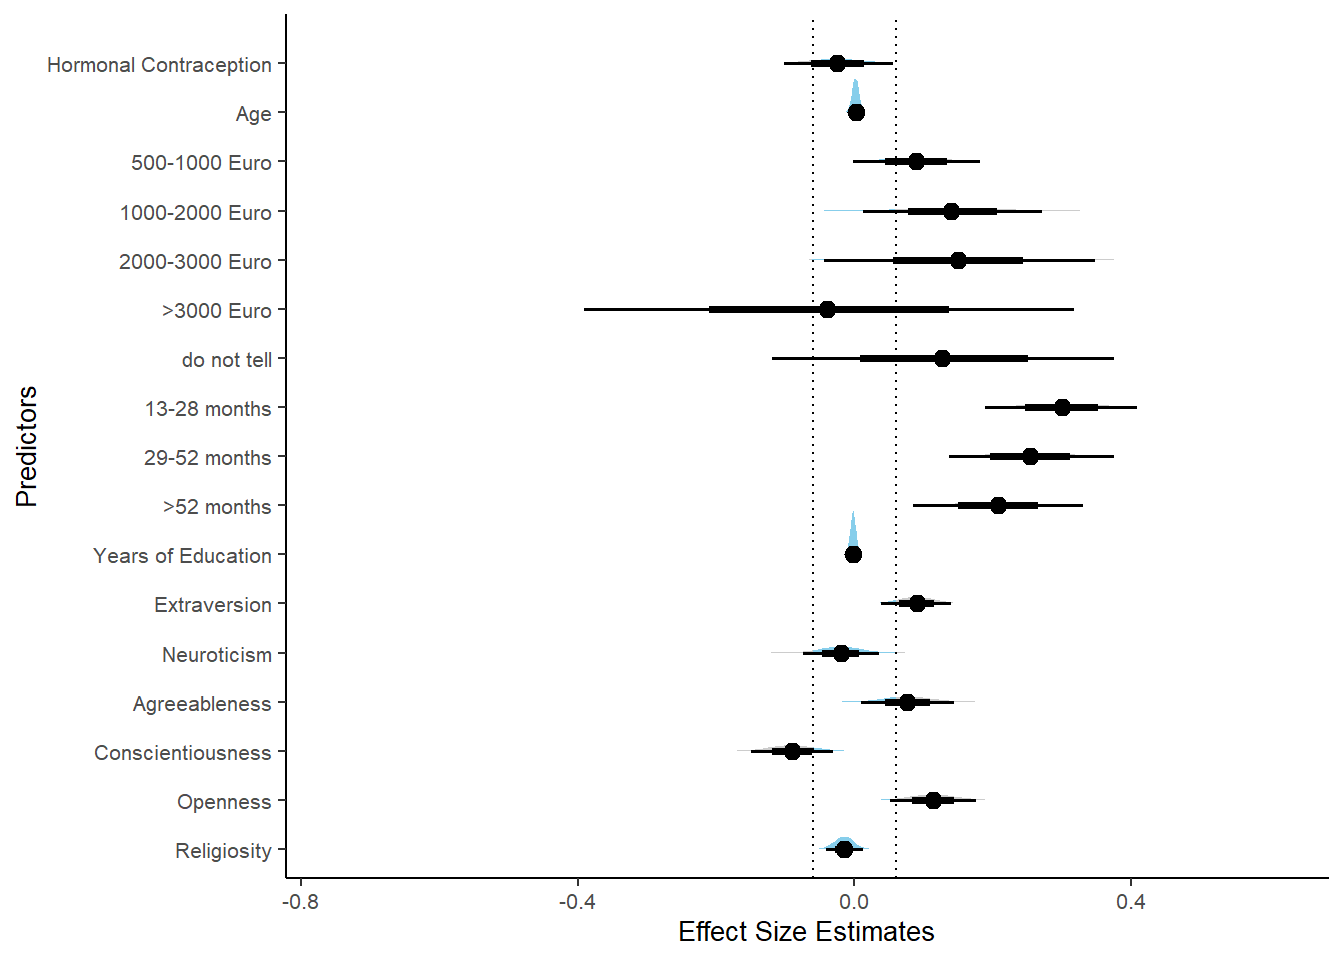 Predictors
Hormonal Contraception
Age
500-1000 Euro
1000-2000 Euro
2000-3000 Euro
>3000 Euro
do not tell
13-28 months
29-52 months
>52 months
Years of Education
Extraversion
Neuroticism
Agreeableness
Conscientiousness
Openness
Religiosity
-0.8 -0.4 0.0 0.4
Effect Size Estimates